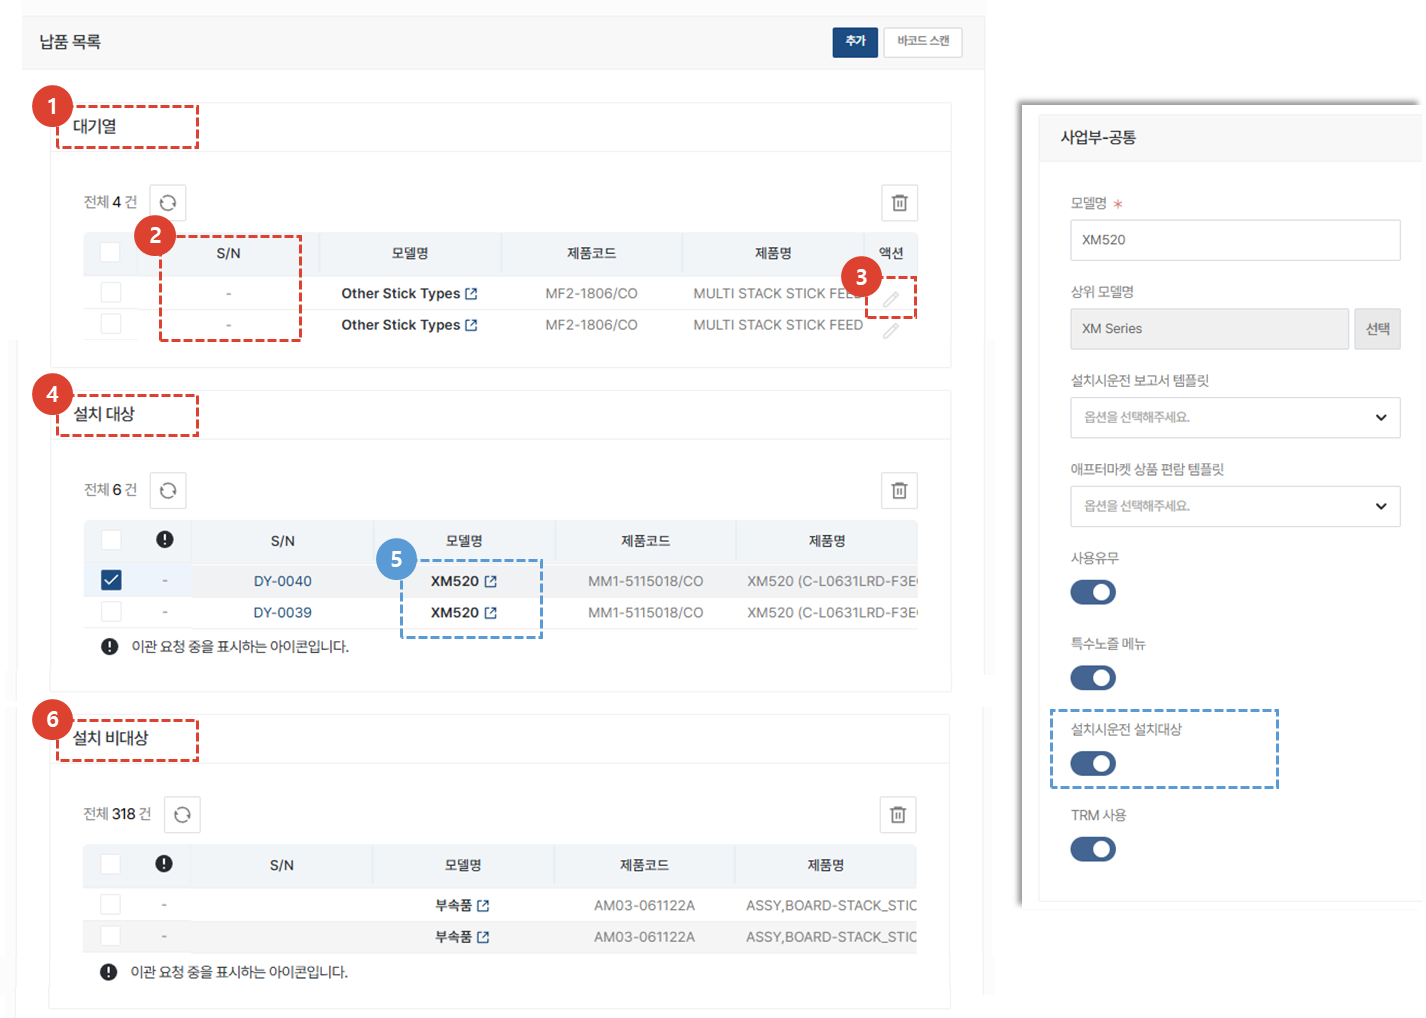 납품 목록
추가
바코드 스캔
1
대기열
전체 4 건
2
S/N 모델명 제품코드 제품명 액션
3
- Other Stick Types MF2-1806/CO MULTI STACK STICK FEED
- Other Stick Types MF2-1806/CO MULTI STACK STICK FEED
4
설치 대상
전체 6 건
S/N 모델명 제품코드 제품명
5
- DY-0040 XM520 MM1-5115018/CO XM520 (C-L0631LRD-F3E
- DY-0039 XM520 MM1-5115018/CO XM520 (C-L0631LRD-F3E
이관 요청 중을 표시하는 아이콘입니다.
6
설치 비대상
전체 318 건
S/N 모델명 제품코드 제품명
- 부속품 AM03-061122A ASSY,BOARD-STACK_STIC
- 부속품 AM03-061122A ASSY,BOARD-STACK_STIC
이관 요청 중을 표시하는 아이콘입니다.
사업부-공통
모델명 *
XM520
상위 모델명
XM Series
선택
설치시운전 보고서 템플릿
옵션을 선택해주세요.
애프터마켓 상품 편람 템플릿
옵션을 선택해주세요.
사용유무
특수노즐 메뉴
설치시운전 설치대상
TRM 사용